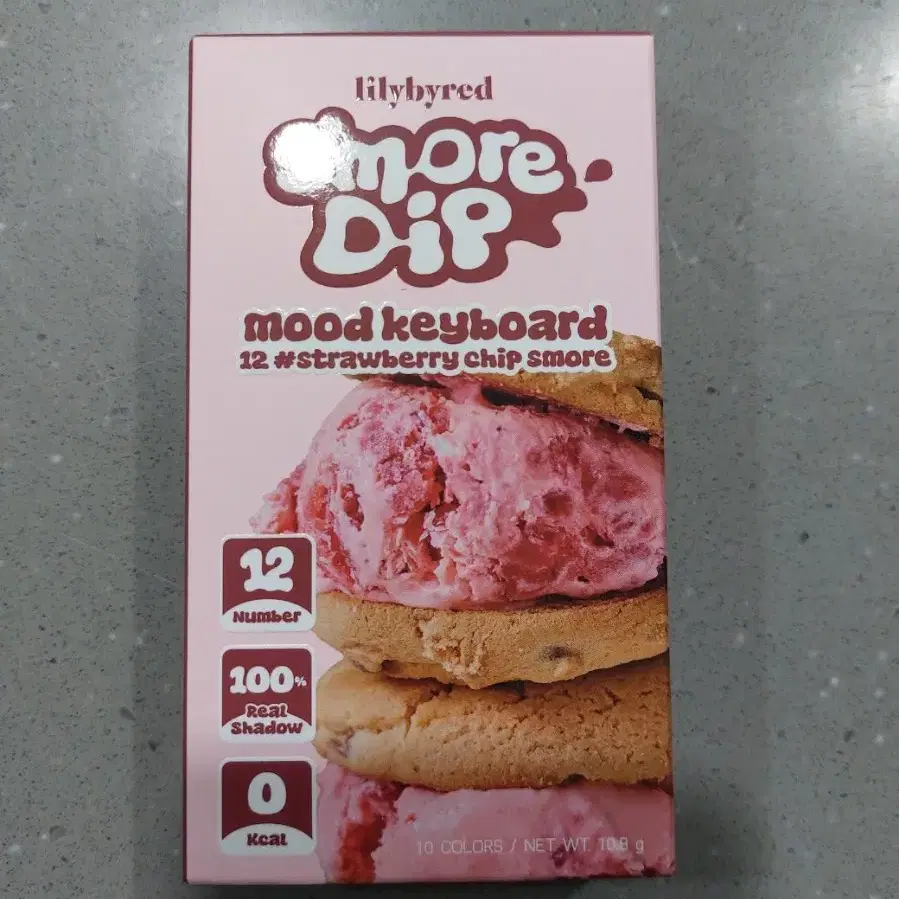 lilybyred
smore
Dip
mood keyboard
12 #strawberry chip smore
12
Number
100%
Real
Shadow
0
Kcal
10 COLORS / NET WT. 10.8 g